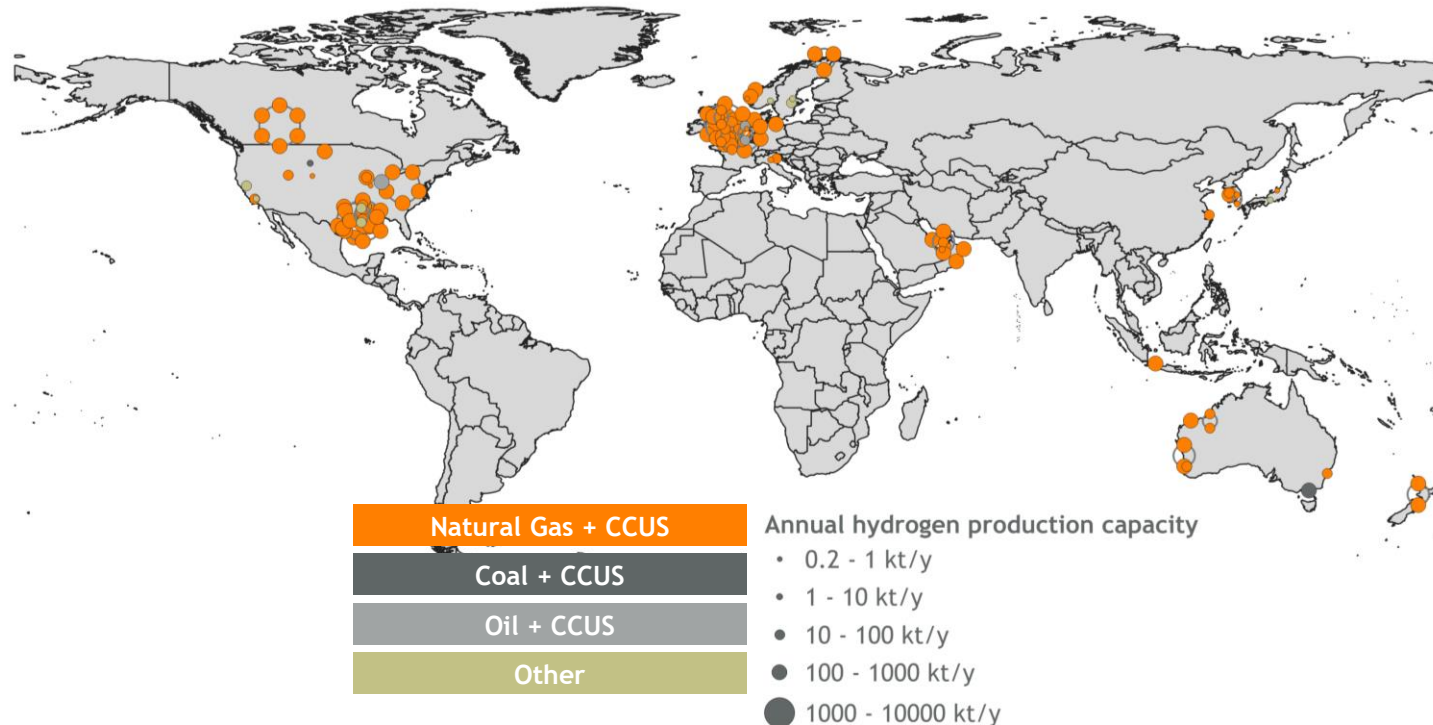 Natural Gas + CCUS
Coal + CCUS
Oil + CCUS
Other
Annual hydrogen production capacity
0.2 - 1 kt/y
1 - 10 kt/y
10 - 100 kt/y
100 - 1000 kt/y
1000 - 10000 kt/y